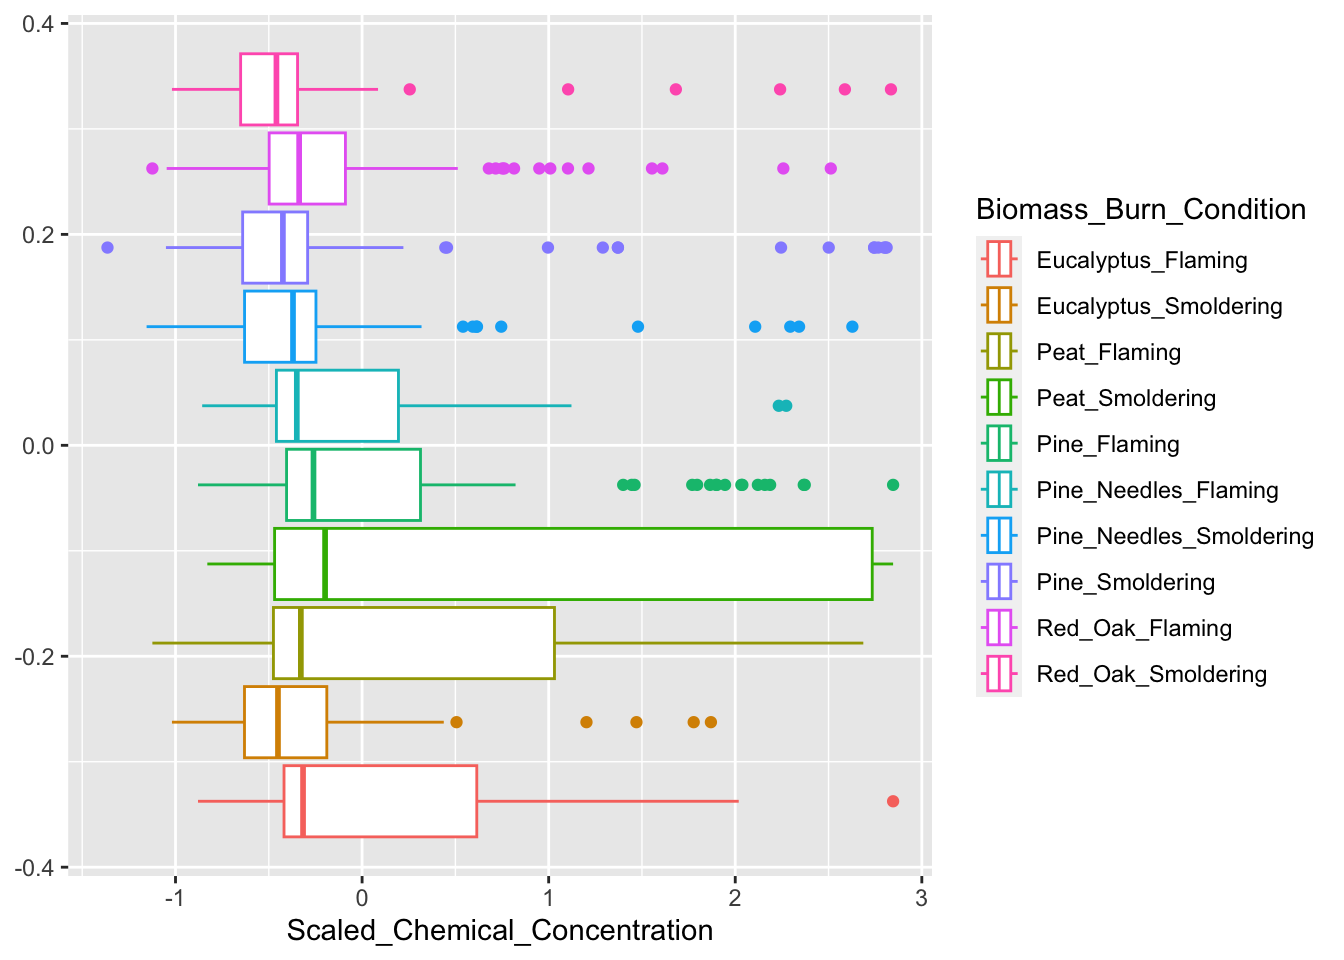 0.4
0.2
0.0
-0.2
-0.4
-1
0
1
2
3
Scaled_Chemical_Concentration
Biomass_Burn_Condition
Eucalyptus_Flaming
Eucalyptus_Smoldering
Peat_Flaming
Peat_Smoldering
Pine_Flaming
Pine_Needles_Flaming
Pine_Needles_Smoldering
Pine_Smoldering
Red_Oak_Flaming
Red_Oak_Smoldering